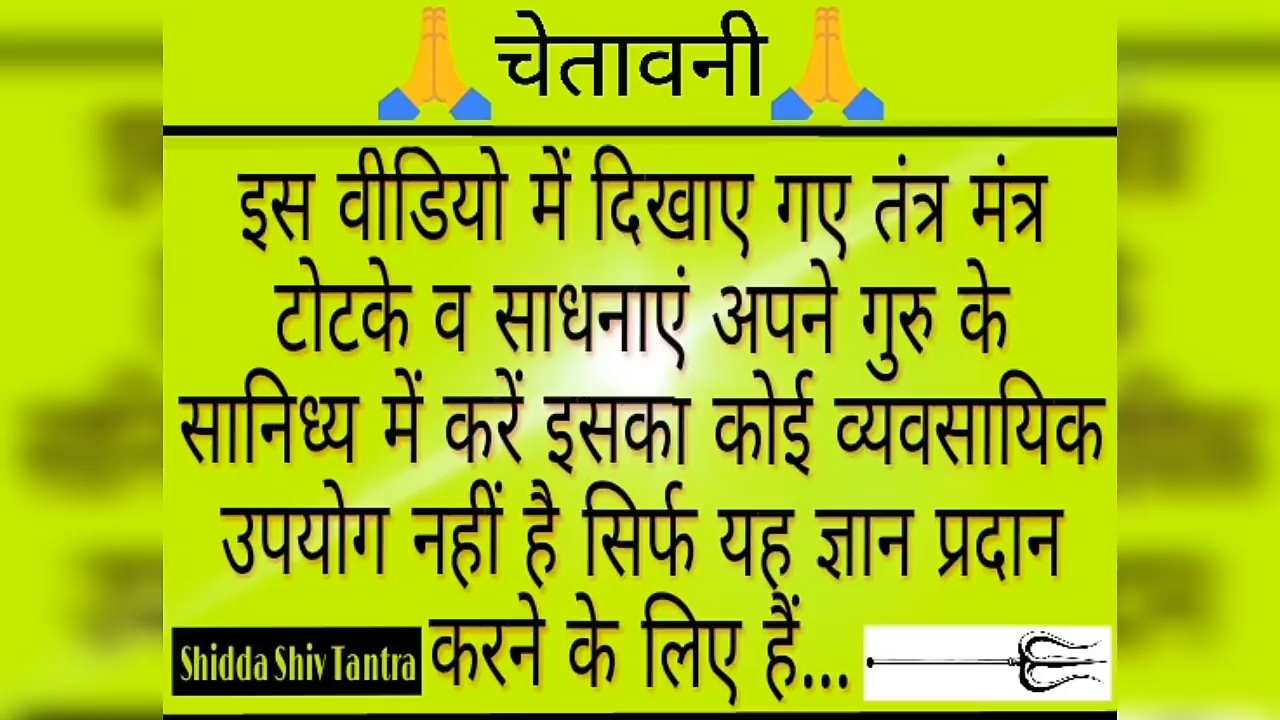 🙏चेतावनी🙏
इस वीडियो में दिखाए गए तंत्र मंत्र
टोटके व साधनाएं अपने गुरु के
सानिध्य में करें इसका कोई व्यवसायिक
उपयोग नहीं है सिर्फ यह ज्ञान प्रदान
करने के लिए हैं...
Shidda Shiv Tantra